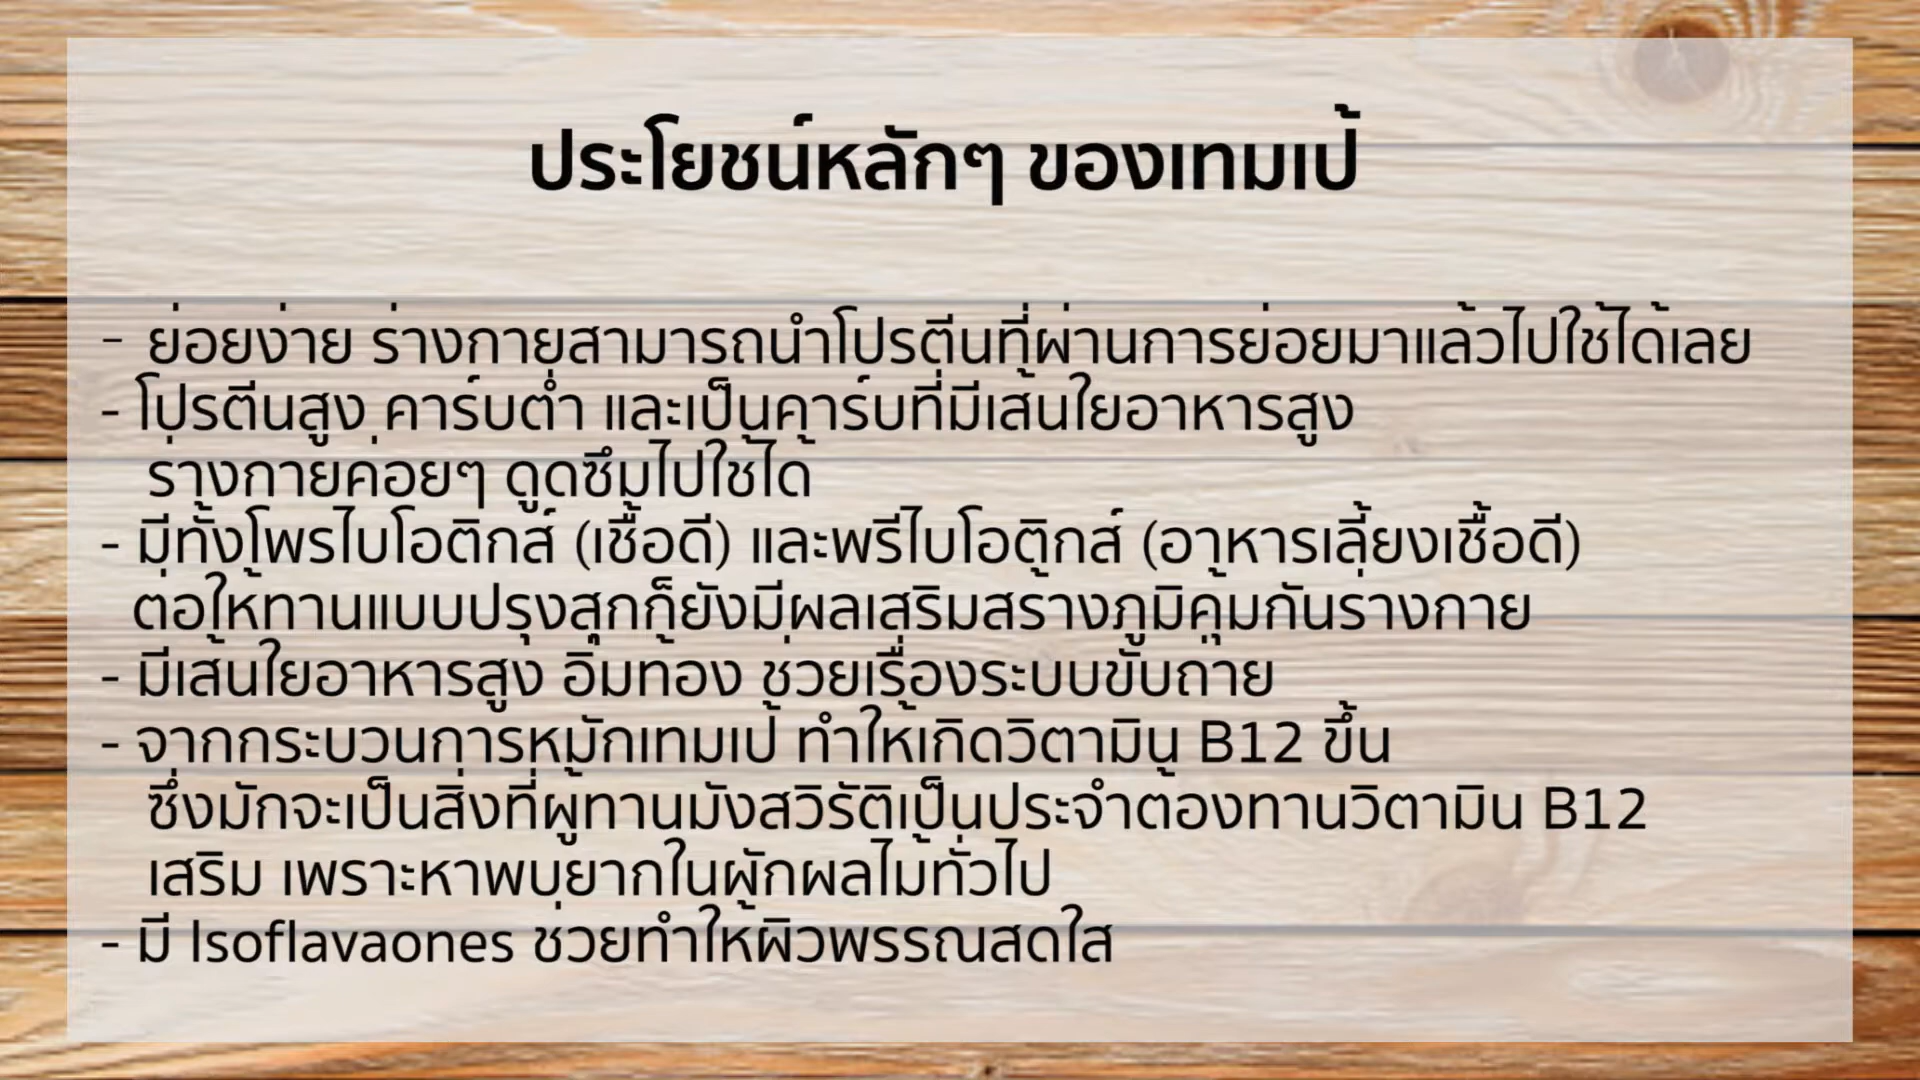 ประโยชน์หลักๆ ของเทมเป้
- ย่อยง่าย ร่างกายสามารถนำโปรตีนที่ผ่านการย่อยมาแล้วไปใช้ได้เลย
- โปรตีนสูง คาร์บต่ำ และเป็นคาร์บที่มีเส้นใยอาหารสูง
ร่างกายค่อยๆ ดูดซึมไปใช้ได้
- มีทั้งโพรไบโอติกส์ (เชื้อดี) และพรีไบโอติกส์ (อาหารเลี้ยงเชื้อดี)
ต่อให้ทานแบบปรุงสุกก็ยังมีผลเสริมสร้างภูมิคุ้มกันร่างกาย
- มีเส้นใยอาหารสูง อิ่มท้อง ช่วยเรื่องระบบขับถ่าย
- จากกระบวนการหมักเทมเป้ ทำให้เกิดวิตามิน B12 ขึ้น
ซึ่งมักจะเป็นสิ่งที่ผู้ทานมังสวิรัติเป็นประจำต้องทานวิตามิน B12
เสริม เพราะหาพบยากในผักผลไม้ทั่วไป
- มี Isoflavaones ช่วยทำให้ผิวพรรณสดใส